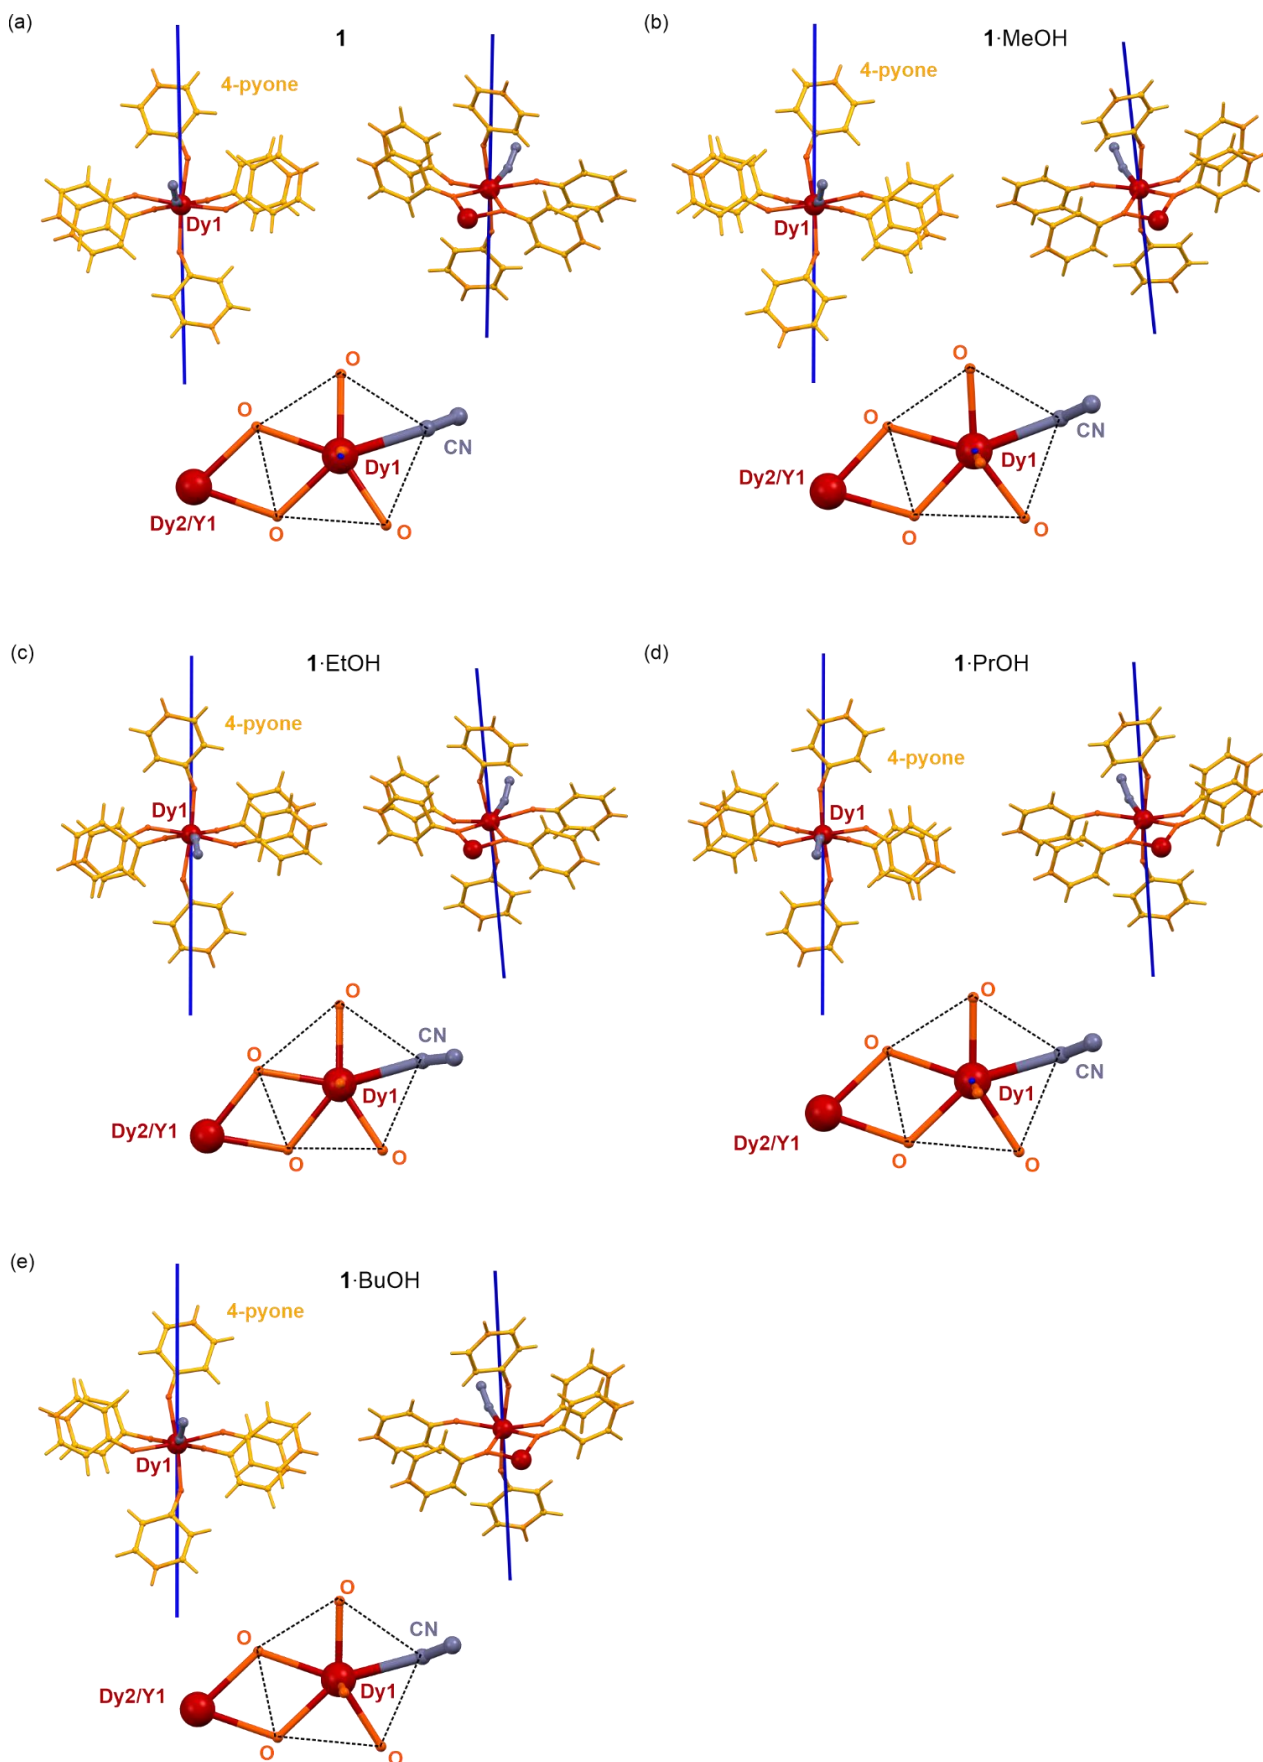 (a)
1
4-pyone
Dy1
O
O
CN
Dy1
Dy2/Y1
O
O
(b)
1·MeOH
4-pyone
Dy1
O
O
CN
Dy1
Dy2/Y1
O
O
(c)
1·EtOH
4-pyone
Dy1
O
CN
O
Dy1
Dy2/Y1
O
O
(d)
1·PrOH
4-pyone
Dy1
O
O
CN
Dy1
Dy2/Y1
O
O
(e)
1·BuOH
4-pyone
Dy1
O
CN
O
Dy1
Dy2/Y1
O
O